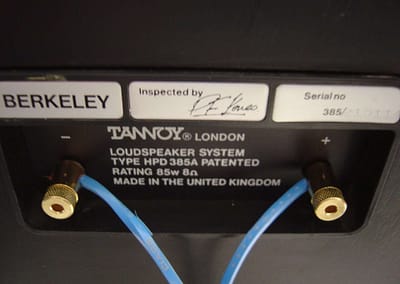 BERKELEY
Inspected by
Serial no
385/
−
+
TANNOY® LONDON
LOUDSPEAKER SYSTEM
TYPE HPD 385A PATENTED
RATING 85w 8Ω
MADE IN THE UNITED KINGDOM